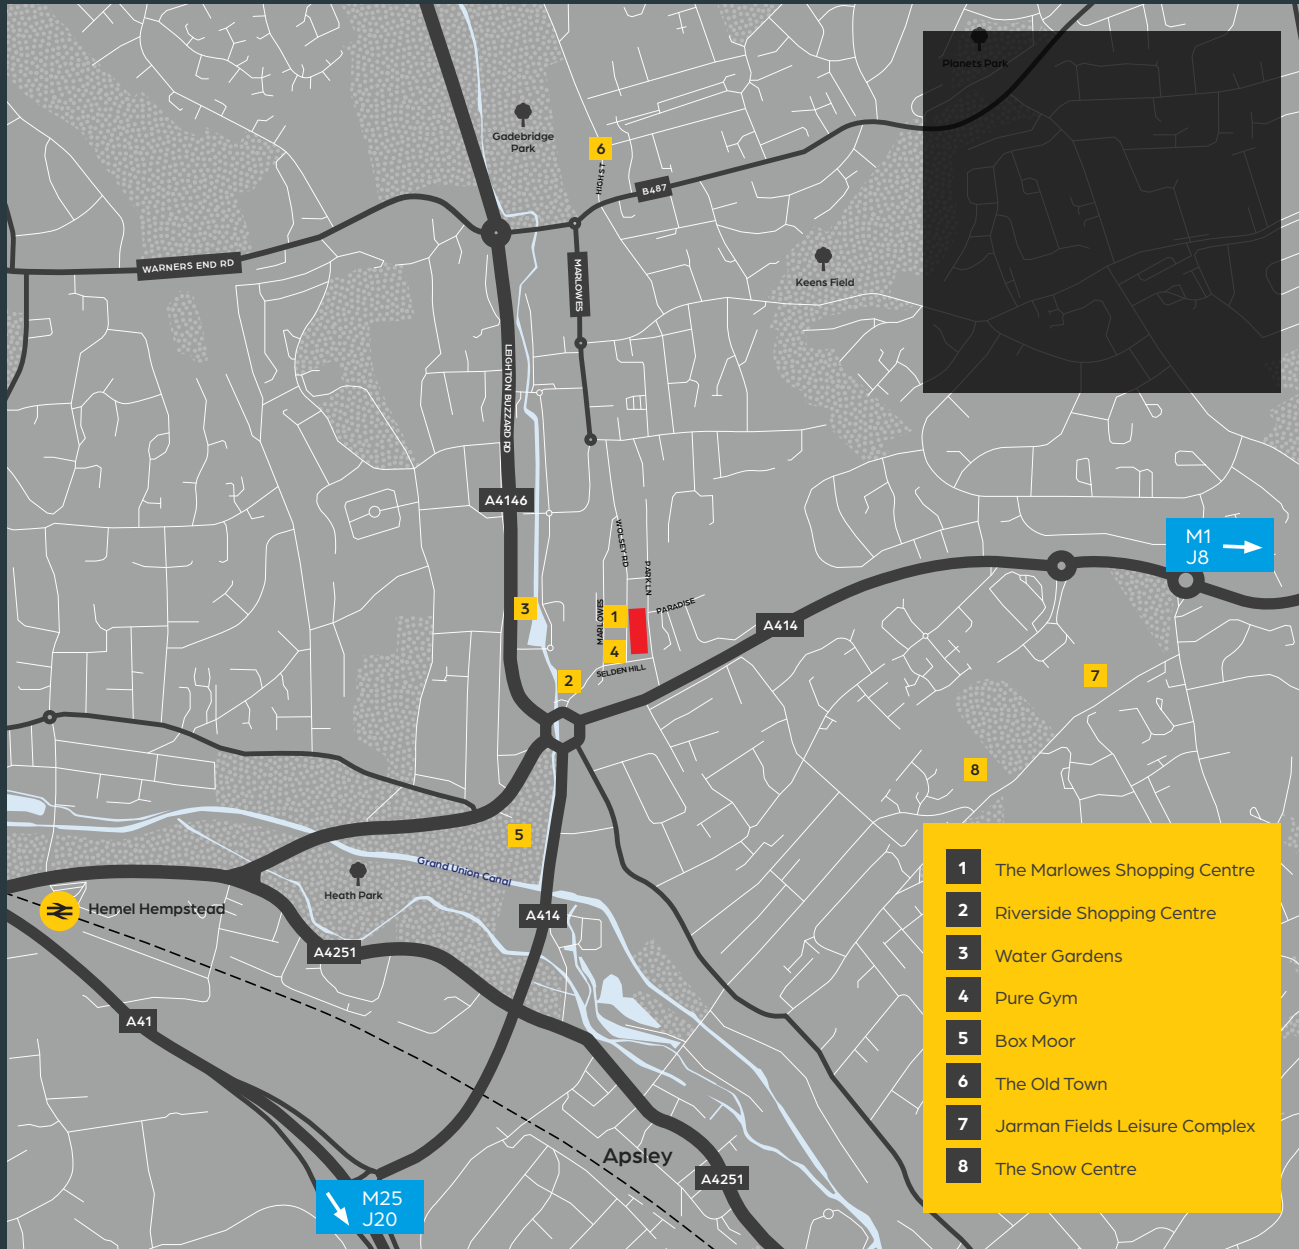 Planets Park
Gadebridge
Park
6
HIGH ST
B487
WARNERS END RD
MARLOWES
Keens Field
LEIGHTON BUZZARD RD
A4146
WOLSEY RD
PARK LN
M1
J8
3
MARLOWES
1
PARADISE
A414
4
SELDEN HILL
2
7
8
5
Grand Union Canal
Heath Park
Hemel Hempstead
A414
A4251
A41
Apsley
A4251
M25
J20
1 The Marlowes Shopping Centre
2 Riverside Shopping Centre
3 Water Gardens
4 Pure Gym
5 Box Moor
6 The Old Town
7 Jarman Fields Leisure Complex
8 The Snow Centre